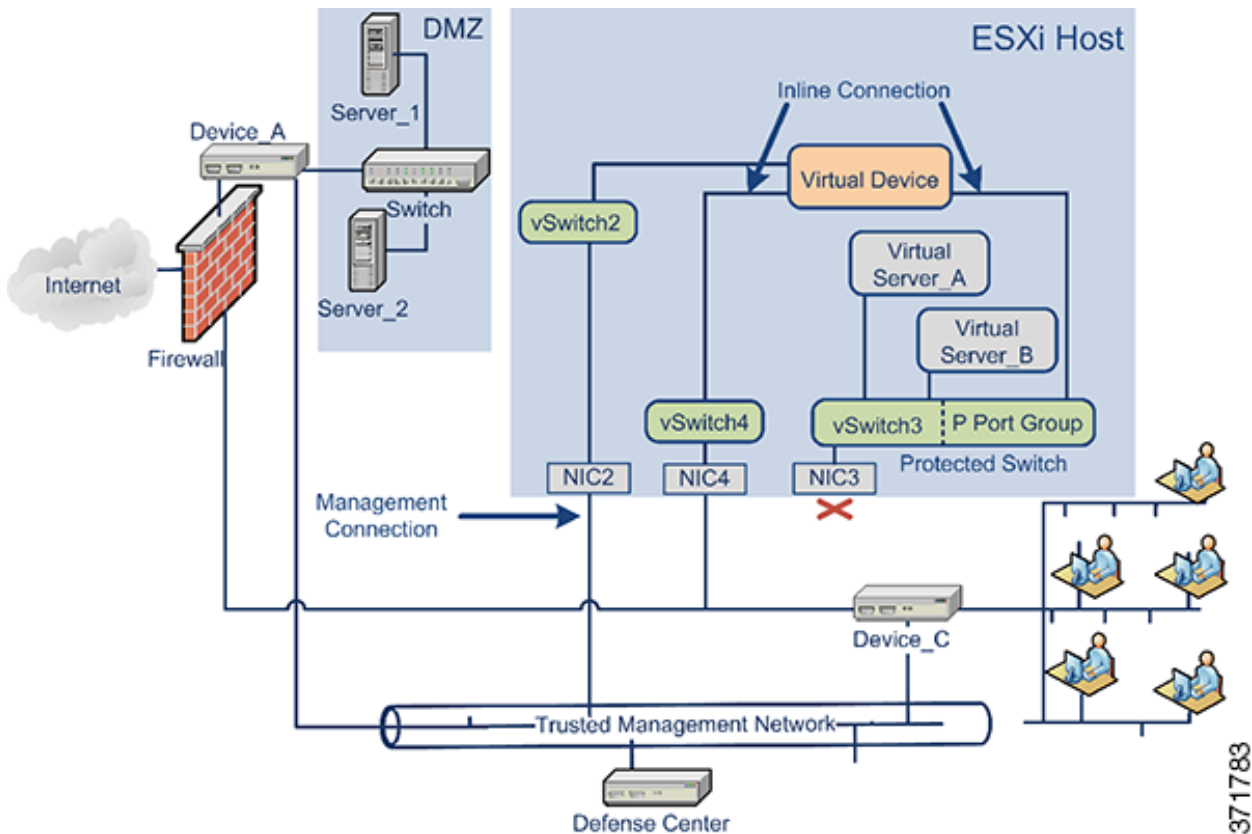 DMZ
ESXi Host
Server_1
Inline Connection
Device_A
Virtual Device
Switch
vSwitch2
Virtual
Server_A
Internet
Server_2
Virtual
Server_B
Firewall
vSwitch4
vSwitch3
P Port Group
Protected Switch
NIC2
NIC4
NIC3
Management
Connection
Device_C
Trusted Management Network
Defense Center
371783